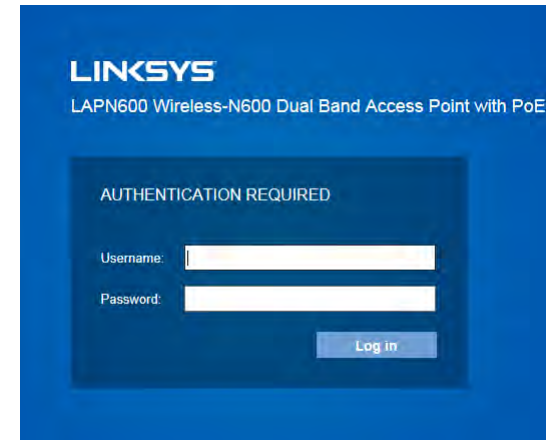 LINKSYS
LAPN600 Wireless-N600 Dual Band Access Point with PoE
AUTHENTICATION REQUIRED
Username:
Password:
Log in